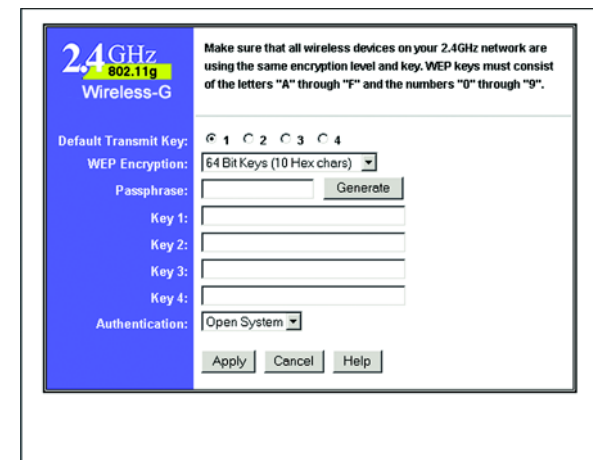 2.4 GHz
802.11g
Wireless-G
Make sure that all wireless devices on your 2.4GHz network are
using the same encryption level and key. WEP keys must consist
of the letters "A" through "F" and the numbers "0" through "9".
Default Transmit Key: 1 2 3 4
WEP Encryption: 64 Bit Keys (10 Hex chars)
Passphrase: Generate
Key 1:
Key 2:
Key 3:
Key 4:
Authentication: Open System
Apply Cancel Help